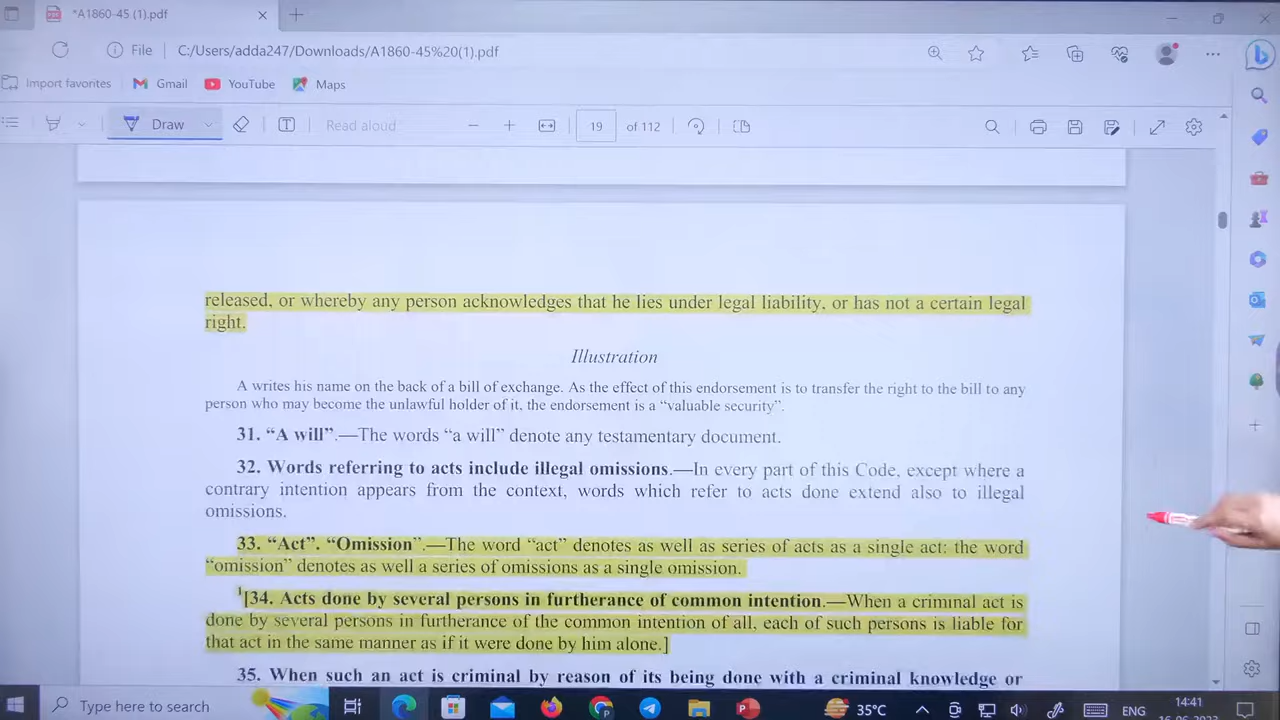 *A1860-45 (1).pdf
File
C:/Users/adda247/Downloads/A1860-45%20(1).pdf
Import favorites
Gmail
YouTube
Maps
Draw
Read aloud
19
of 112
released, or whereby any person acknowledges that he lies under legal liability, or has not a certain legal
right.
Illustration
A writes his name on the back of a bill of exchange. As the effect of this endorsement is to transfer the right to the bill to any
person who may become the unlawful holder of it, the endorsement is a “valuable security”.
31. “A will”.—The words “a will” denote any testamentary document.
32. Words referring to acts include illegal omissions.—In every part of this Code, except where a
contrary intention appears from the context, words which refer to acts done extend also to illegal
omissions.
33. “Act”. “Omission”.—The word “act” denotes as well as series of acts as a single act: the word
“omission” denotes as well a series of omissions as a single omission.
1[34. Acts done by several persons in furtherance of common intention.—When a criminal act is
done by several persons in furtherance of the common intention of all, each of such persons is liable for
that act in the same manner as if it were done by him alone.]
35. When such an act is criminal by reason of its being done with a criminal knowledge or
Type here to search
35°C
ENG
14:41